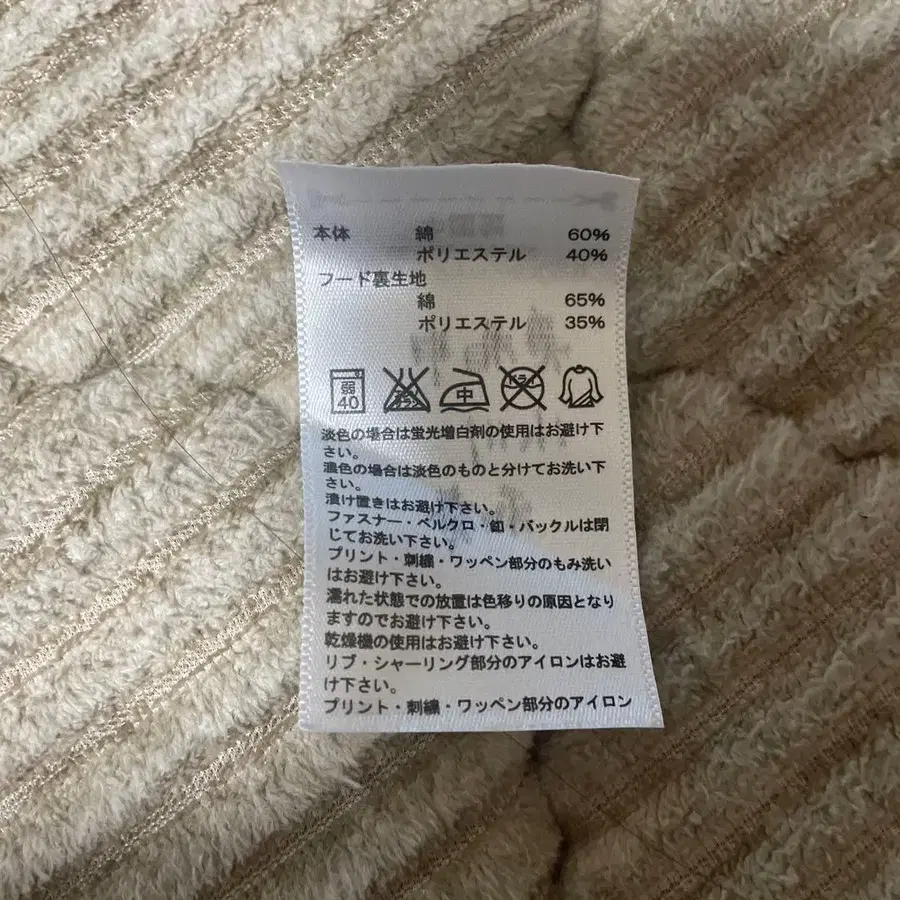 本体 綿 60%
ポリエステル 40%
フード裏生地
綿 65%
ポリエステル 35%
弱 中 ドライ
40
淡色の場合は蛍光増白剤の使用はお避け下
さい。
濃色の場合は淡色のものと分けてお洗い下
さい。
漬け置きはお避け下さい。
ファスナー・ベルクロ・釦・バックルは閉
じてお洗い下さい。
プリント・刺繍・ワッペン部分のもみ洗い
はお避け下さい。
濡れた状態での放置は色移りの原因となり
ますのでお避け下さい。
乾燥機の使用はお避け下さい。
リブ・シャーリング部分のアイロンはお避
け下さい。
プリント・刺繍・ワッペン部分のアイロン